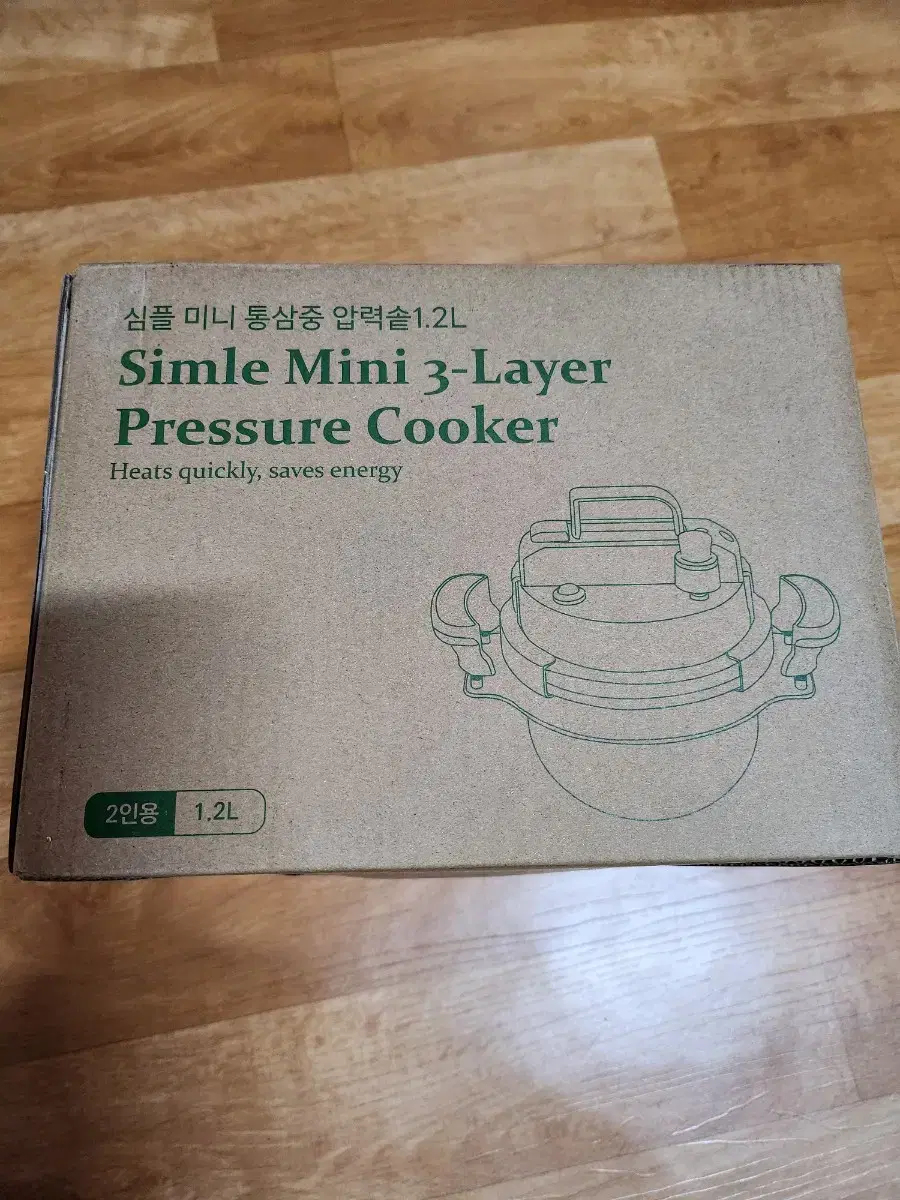 심플 미니 통삼중 압력솥1.2L
Simle Mini 3-Layer
Pressure Cooker
Heats quickly, saves energy
2인용 1.2L